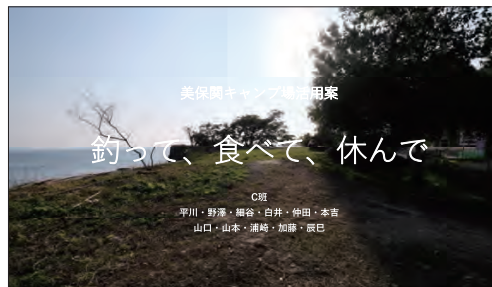 美保関キャンプ場活用案
釣って、食べて、休んで
C班
平川・野澤・細谷・白井・仲田・本吉
山口・山本・浦崎・加藤・辰巳